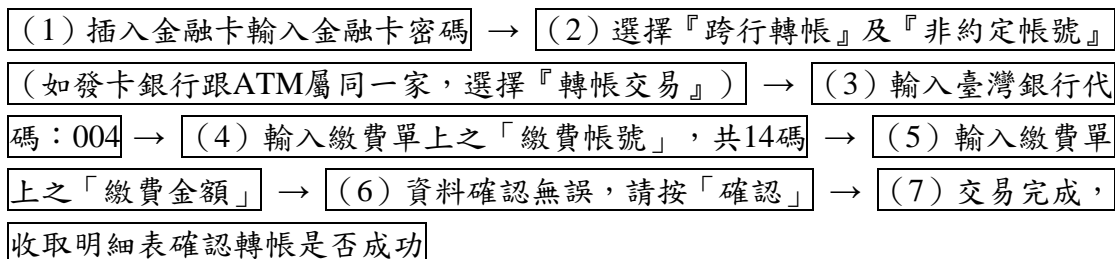 （1）插入金融卡輸入金融卡密碼 → （2）選擇『跨行轉帳』及『非約定帳號』
（如發卡銀行跟ATM屬同一家，選擇『轉帳交易』） → （3）輸入臺灣銀行代
碼：004 → （4）輸入繳費單上之「繳費帳號」，共14碼 → （5）輸入繳費單
上之「繳費金額」 → （6）資料確認無誤，請按「確認」 → （7）交易完成，
收取明細表確認轉帳是否成功